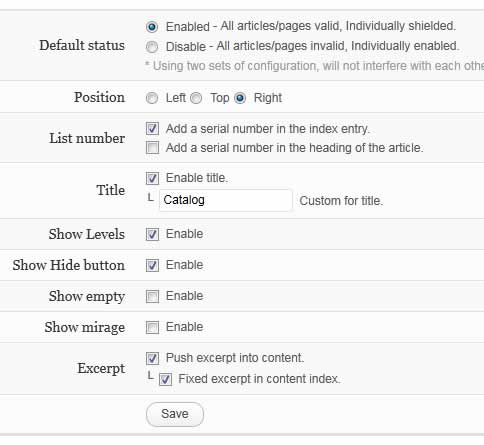 Default status
Enabled - All articles/pages valid, Individually shielded.
Disable - All articles/pages invalid, Individually enabled.
* Using two sets of configuration, will not interfere with each othe
Position
Left Top Right
List number
Add a serial number in the index entry.
Add a serial number in the heading of the article.
Title
Enable title.
Catalog Custom for title.
Show Levels Enable
Show Hide button Enable
Show empty Enable
Show mirage Enable
Excerpt
Push excerpt into content.
Fixed excerpt in content index.
Save